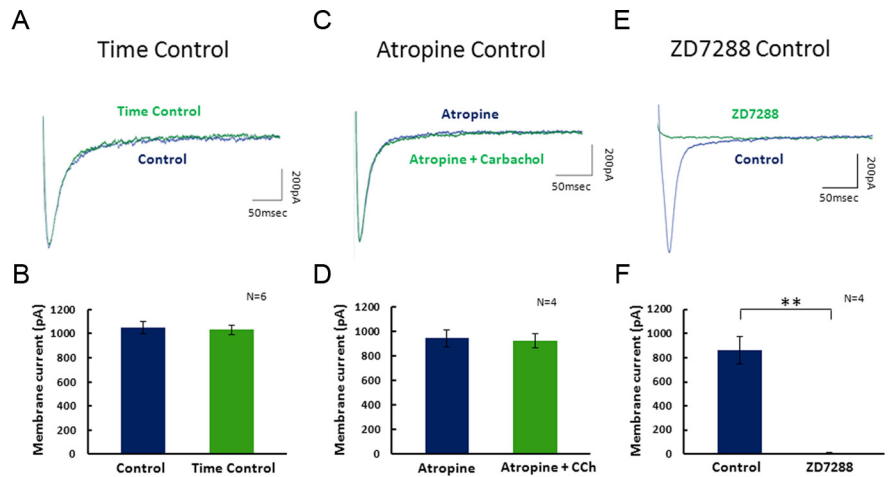 A
Time Control
Time Control
Control
200pA
50msec
B
N=6
Membrane current (pA)
1200
1000
800
600
400
200
0
Control
Time Control
C
Atropine Control
Atropine
Atropine + Carbachol
200pA
50msec
D
N=4
Membrane current (pA)
1200
1000
800
600
400
200
0
Atropine
Atropine + CCh
E
ZD7288 Control
ZD7288
Control
200pA
50msec
F
**
N=4
Membrane current (pA)
1200
1000
800
600
400
200
0
Control
ZD7288